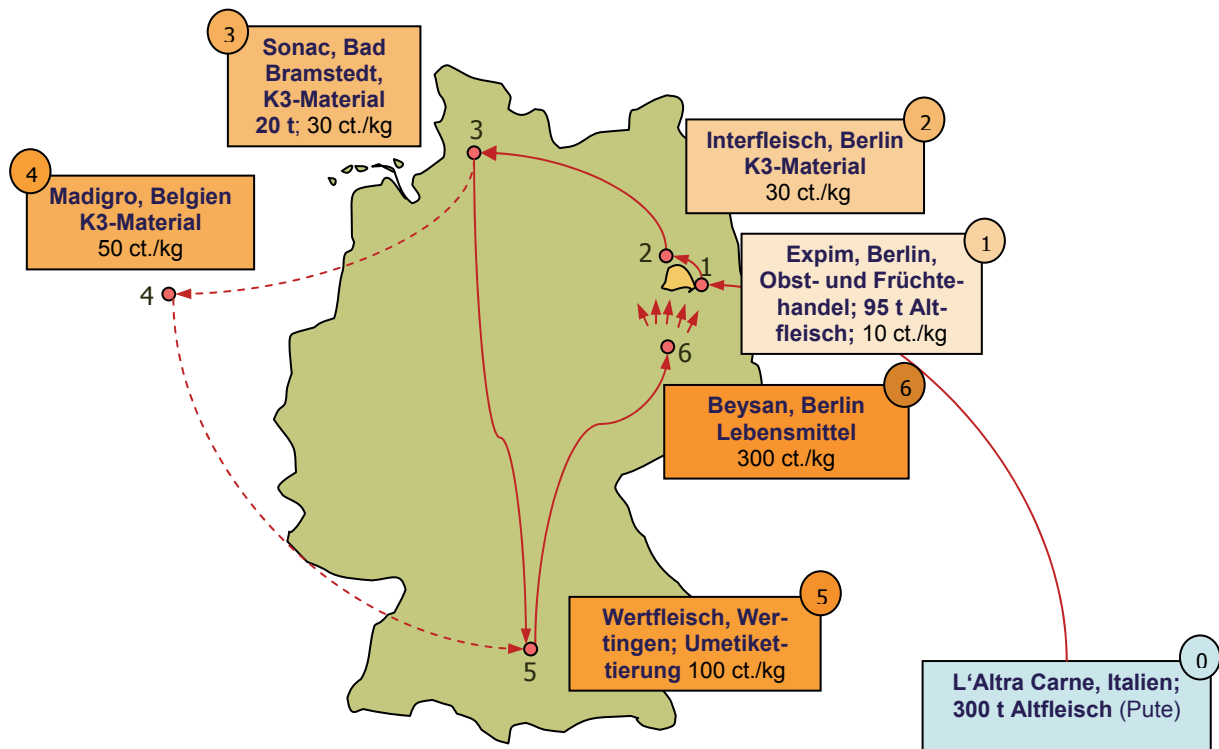 3
Sonac, Bad
Bramstedt,
K3-Material
20 t; 30 ct./kg
2
Interfleisch, Berlin
K3-Material
30 ct./kg
4
Madigro, Belgien
K3-Material
50 ct./kg
1
Expim, Berlin,
Obst- und Früchte-
handel; 95 t Alt-
fleisch; 10 ct./kg
3
2
1
4
6
6
Beysan, Berlin
Lebensmittel
300 ct./kg
5
Wertfleisch, Wer-
tingen; Umetiket-
tierung 100 ct./kg
5
0
L‘Altra Carne, Italien;
300 t Altfleisch (Pute)